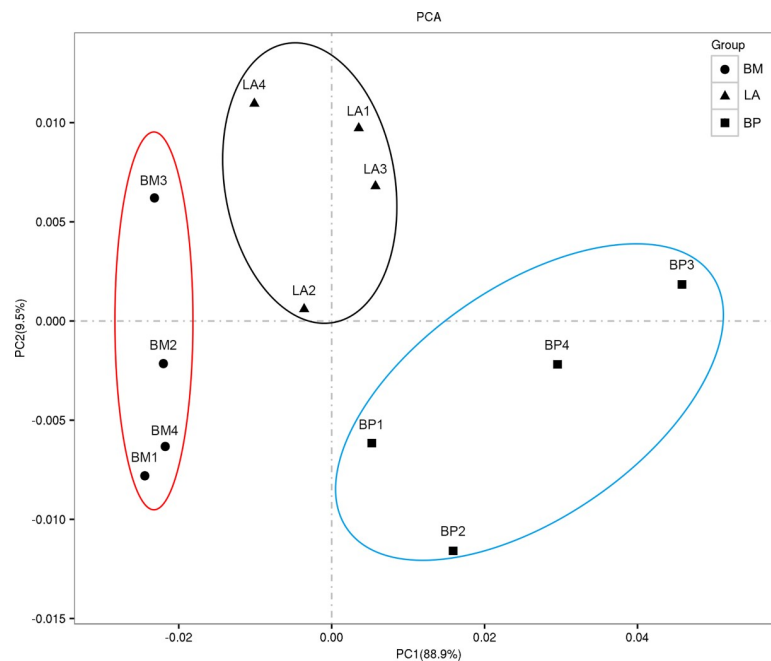 PCA
Group
BM
LA
BP
LA4
LA1
LA3
BM3
LA2
BP3
BM2
BP4
BP1
BM4
BM1
BP2
0.010
0.005
0.000
-0.005
-0.010
-0.015
PC2(9.5%)
-0.02
0.00
0.02
0.04
PC1(88.9%)